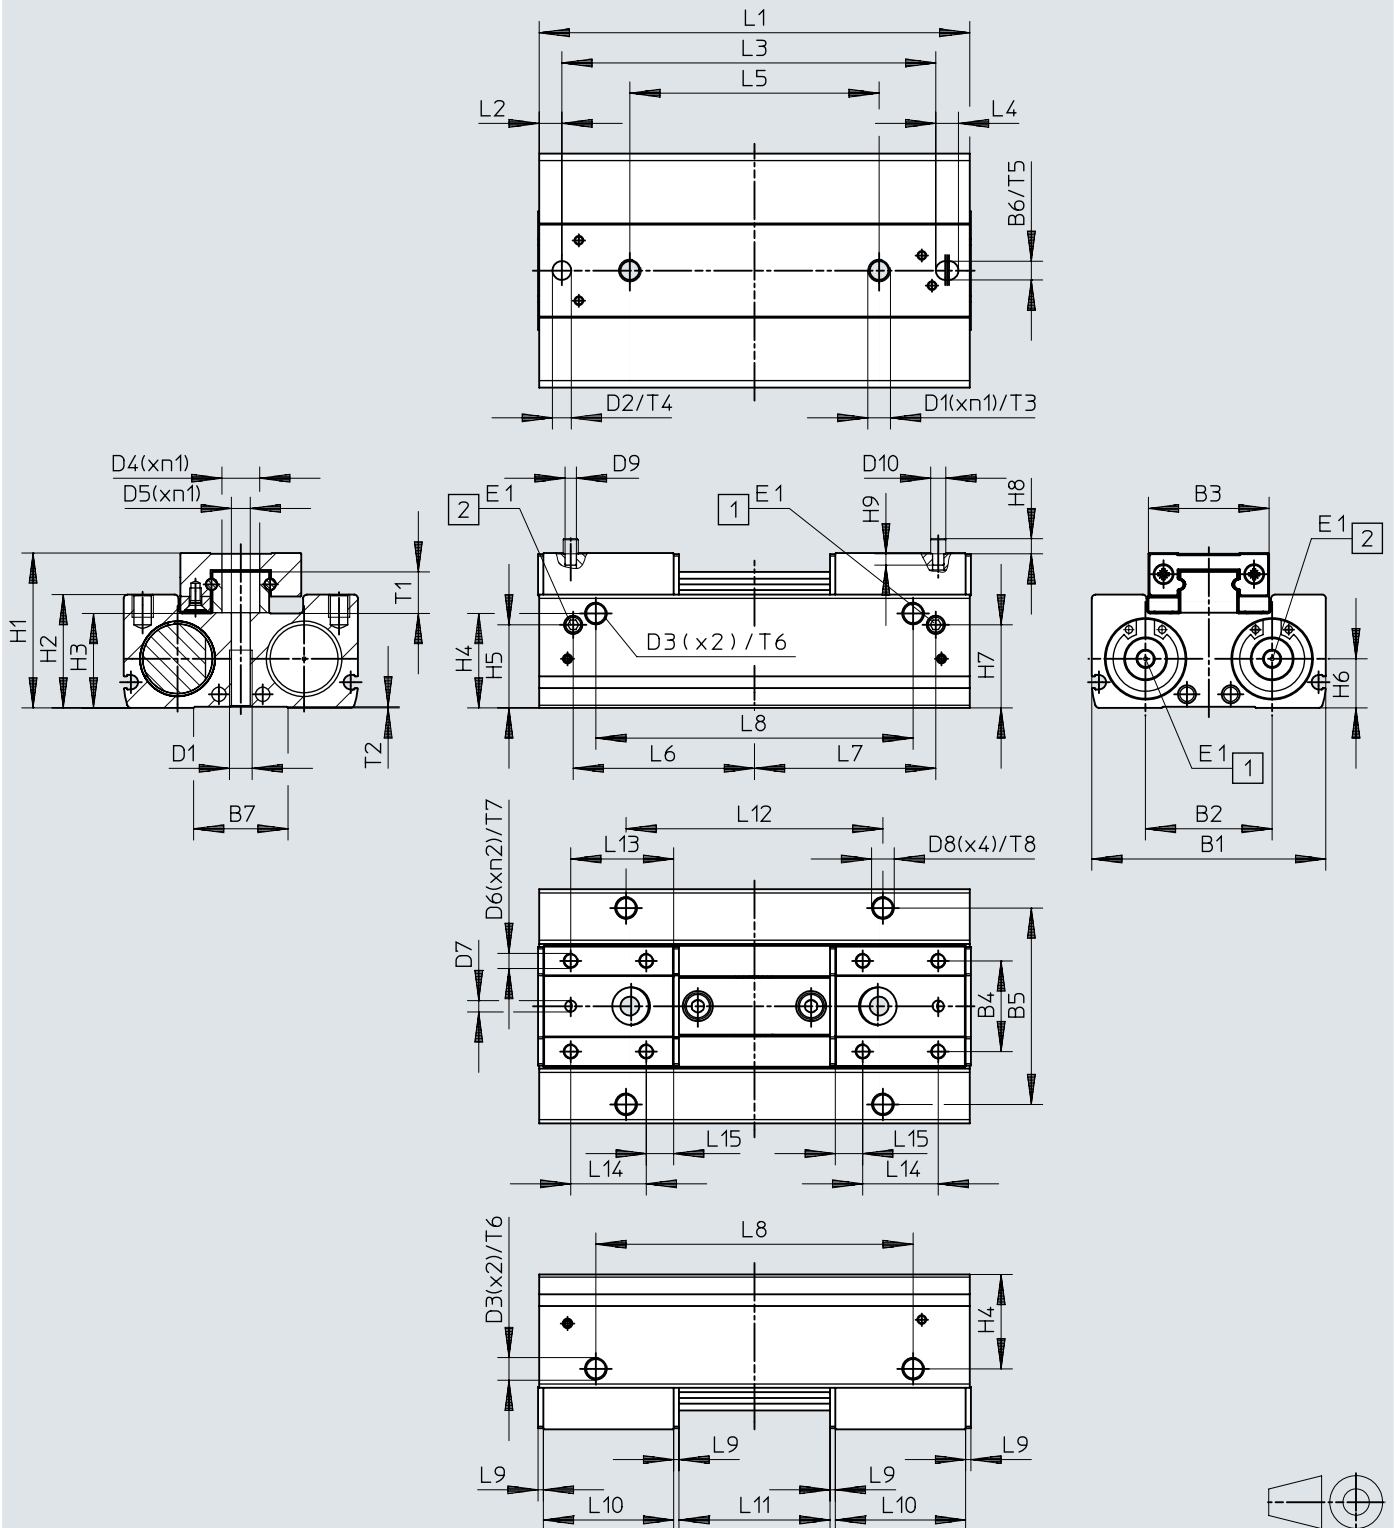 L1
L3
L5
L2
L4
B6/T5
D2/T4
D1(xn1)/T3
D4(xn1)
D5(xn1)
H1
H2
H3
T1
T2
D1
B7
D9
D10
2
E1
1
E1
H9
H8
H4
H5
D3(x2)/T6
H7
L8
L6
L7
B3
E1
2
H6
E1
1
B2
B1
L12
L13
D6(xn2)/T7
D8(x4)/T8
D7
B4
B5
L15
L15
L14
L14
L8
D3(x2)/T6
H4
L9
L9
L9
L9
L10
L11
L10